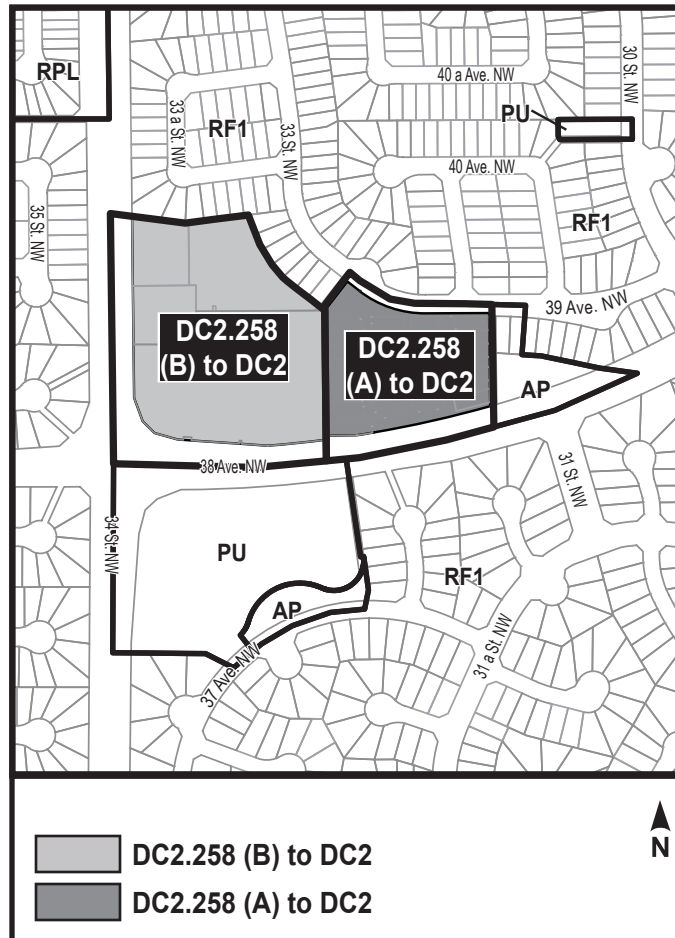 RPL
40 a Ave. NW
30 St. NW
33 a St. NW
RF1
33 St. NW
PU
40 Ave. NW
35 St. NW
RF1
39 Ave. NW
DC2.258
(B) to DC2
DC2.258
(A) to DC2
AP
38 Ave. NW
31 St. NW
34 St. NW
PU
RF1
AP
31 a St. NW
37 Ave. NW
N
DC2.258 (B) to DC2
DC2.258 (A) to DC2